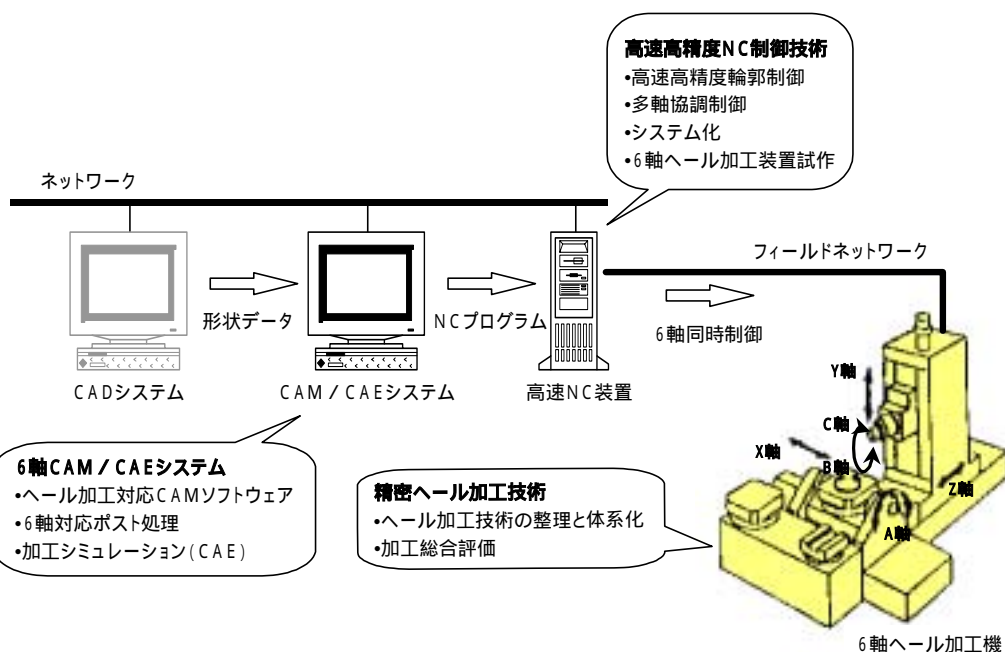 高速高精度NC制御技術
•高速高精度輪郭制御
•多軸協調制御
•システム化
•6軸ヘール加工装置試作
ネットワーク
フィールドネットワーク
形状データ
NCプログラム
6軸同時制御
CADシステム
CAM/CAEシステム
高速NC装置
Y軸
C軸
X軸
B軸
Z軸
A軸
6軸CAM/CAEシステム
•ヘール加工対応CAMソフトウェア
•6軸対応ポスト処理
•加工シミュレーション(CAE)
精密ヘール加工技術
•ヘール加工技術の整理と体系化
•加工総合評価
6軸ヘール加工機